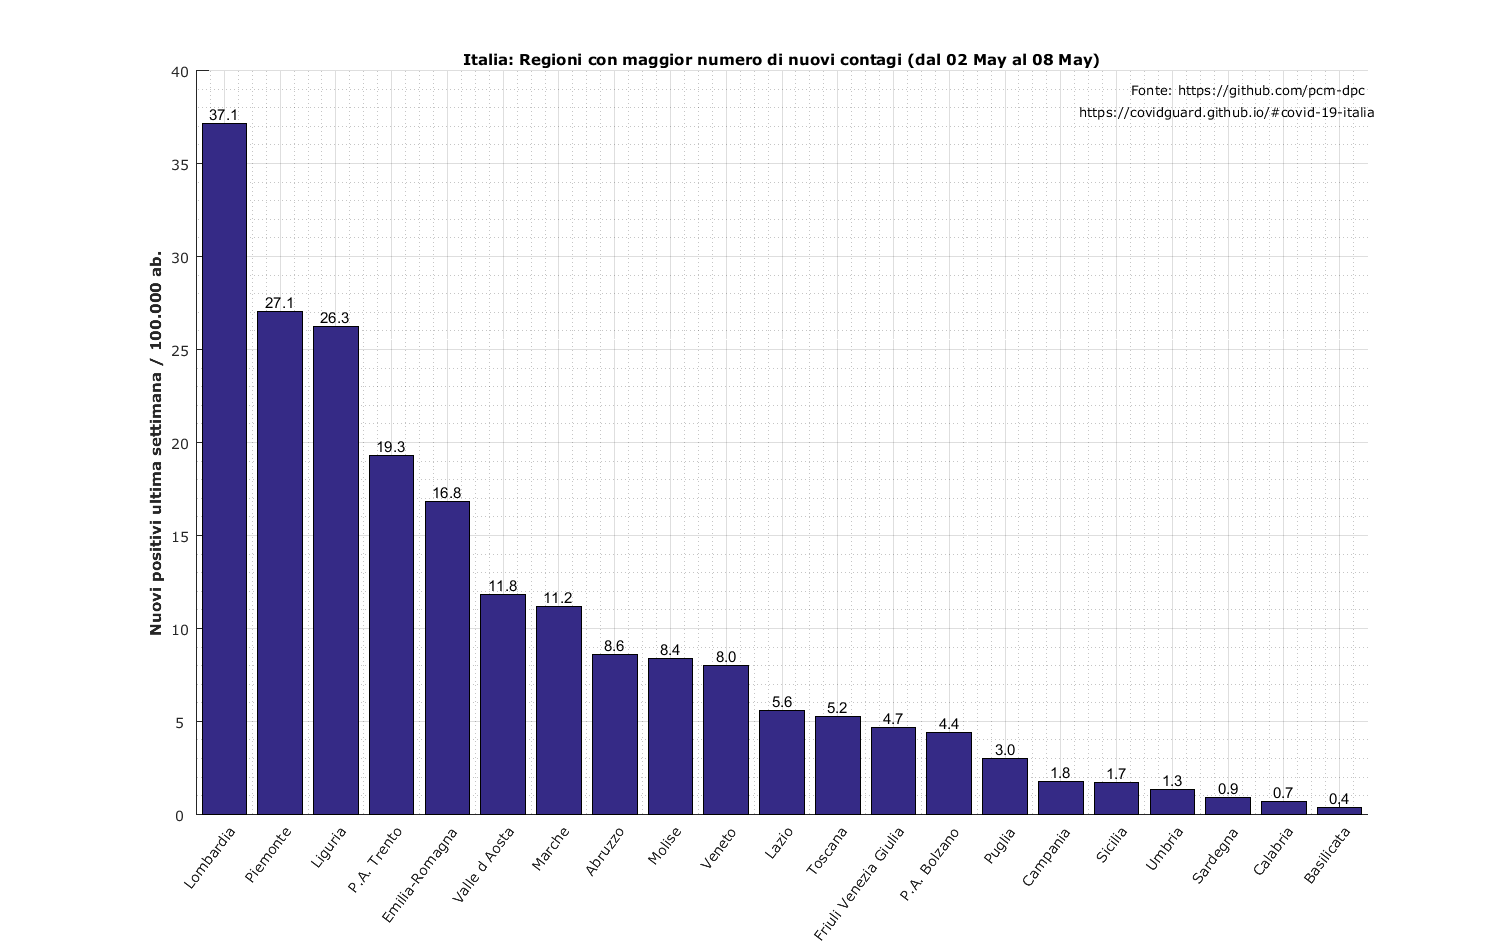 Italia: Regioni con maggior numero di nuovi contagi (dal 02 May al 08 May)
Fonte: https://github.com/pcm-dpc
https://covidguard.github.io/#covid-19-italia
Nuovi positivi ultima settimana / 100.000 ab.
40
35
30
25
20
15
10
5
0
37.1
27.1
26.3
19.3
16.8
11.8
11.2
8.6
8.4
8.0
5.6
5.2
4.7
4.4
3.0
1.8
1.7
1.3
0.9
0.7
0.4
Lombardia
Piemonte
Liguria
P.A. Trento
Emilia-Romagna
Valle d Aosta
Marche
Abruzzo
Molise
Veneto
Lazio
Toscana
Friuli Venezia Giulia
P.A. Bolzano
Puglia
Campania
Sicilia
Umbria
Sardegna
Calabria
Basilicata